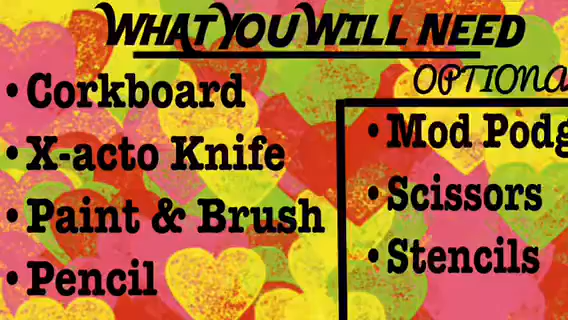 WHAT YOU WILL NEED
• Corkboard
• X-acto Knife
• Paint & Brush
• Pencil
OPTIONA
• Mod Podg
• Scissors
• Stencils